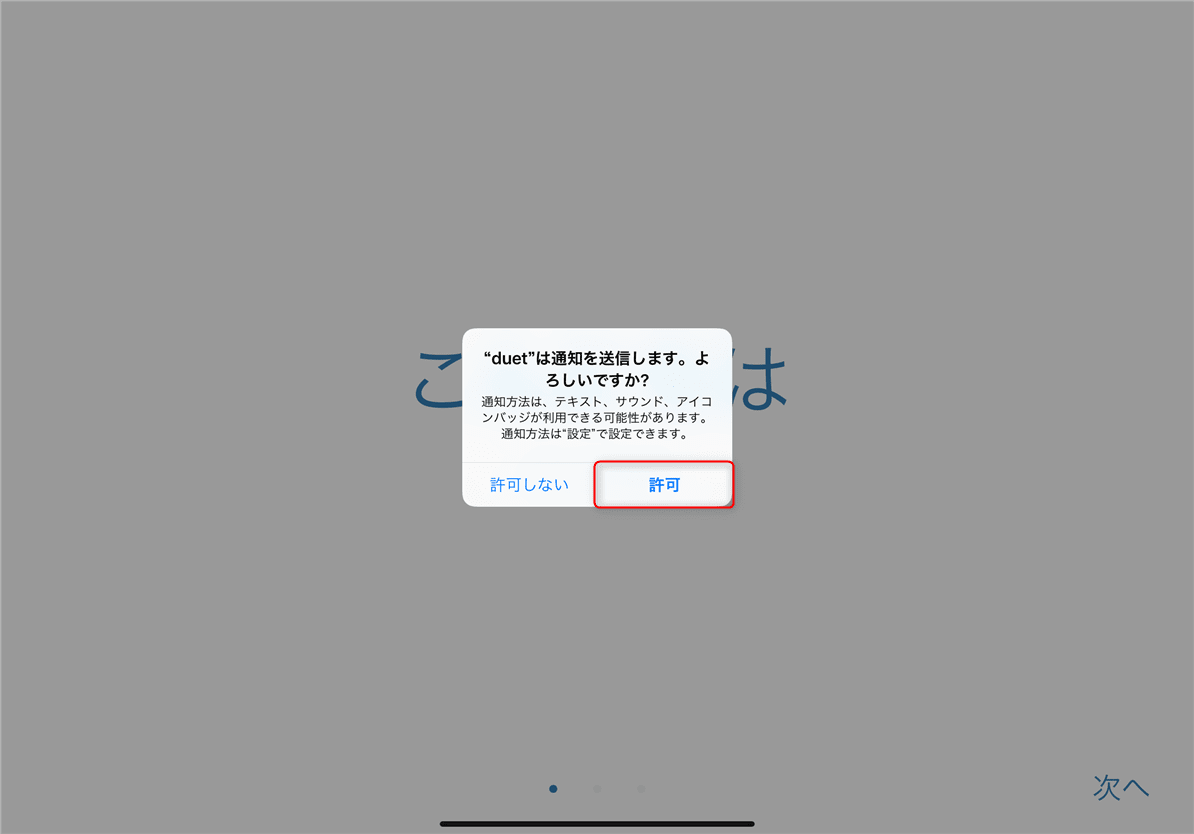 こ は
“duet”は通知を送信します。よ
ろしいですか?
通知方法は、テキスト、サウンド、アイコ
ンバッジが利用できる可能性があります。
通知方法は“設定”で設定できます。
許可しない 許可
次へ